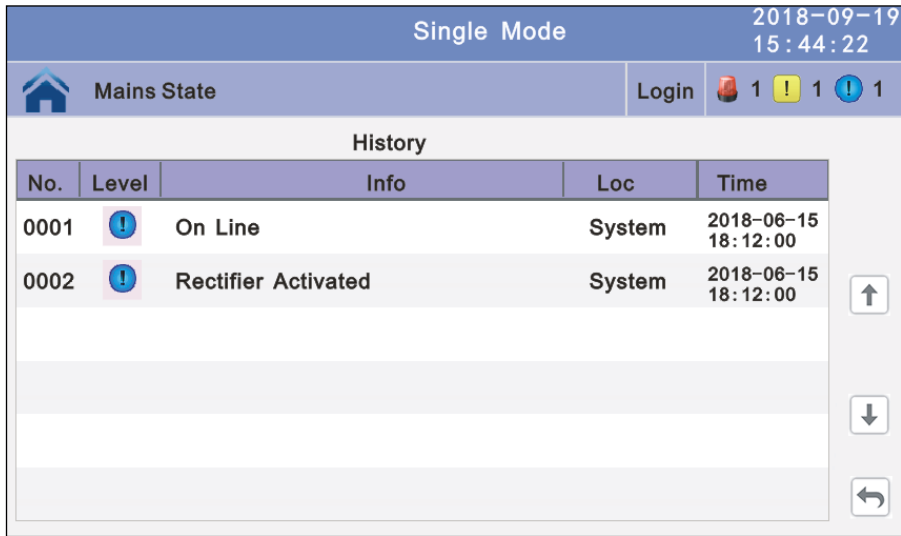 Single Mode
2018-09-19
15:44:22
Mains State Login 1 ! 1 ! 1
History
No. Level Info Loc Time
0001 ! On Line System 2018-06-15
18:12:00
0002 ! Rectifier Activated System 2018-06-15
18:12:00